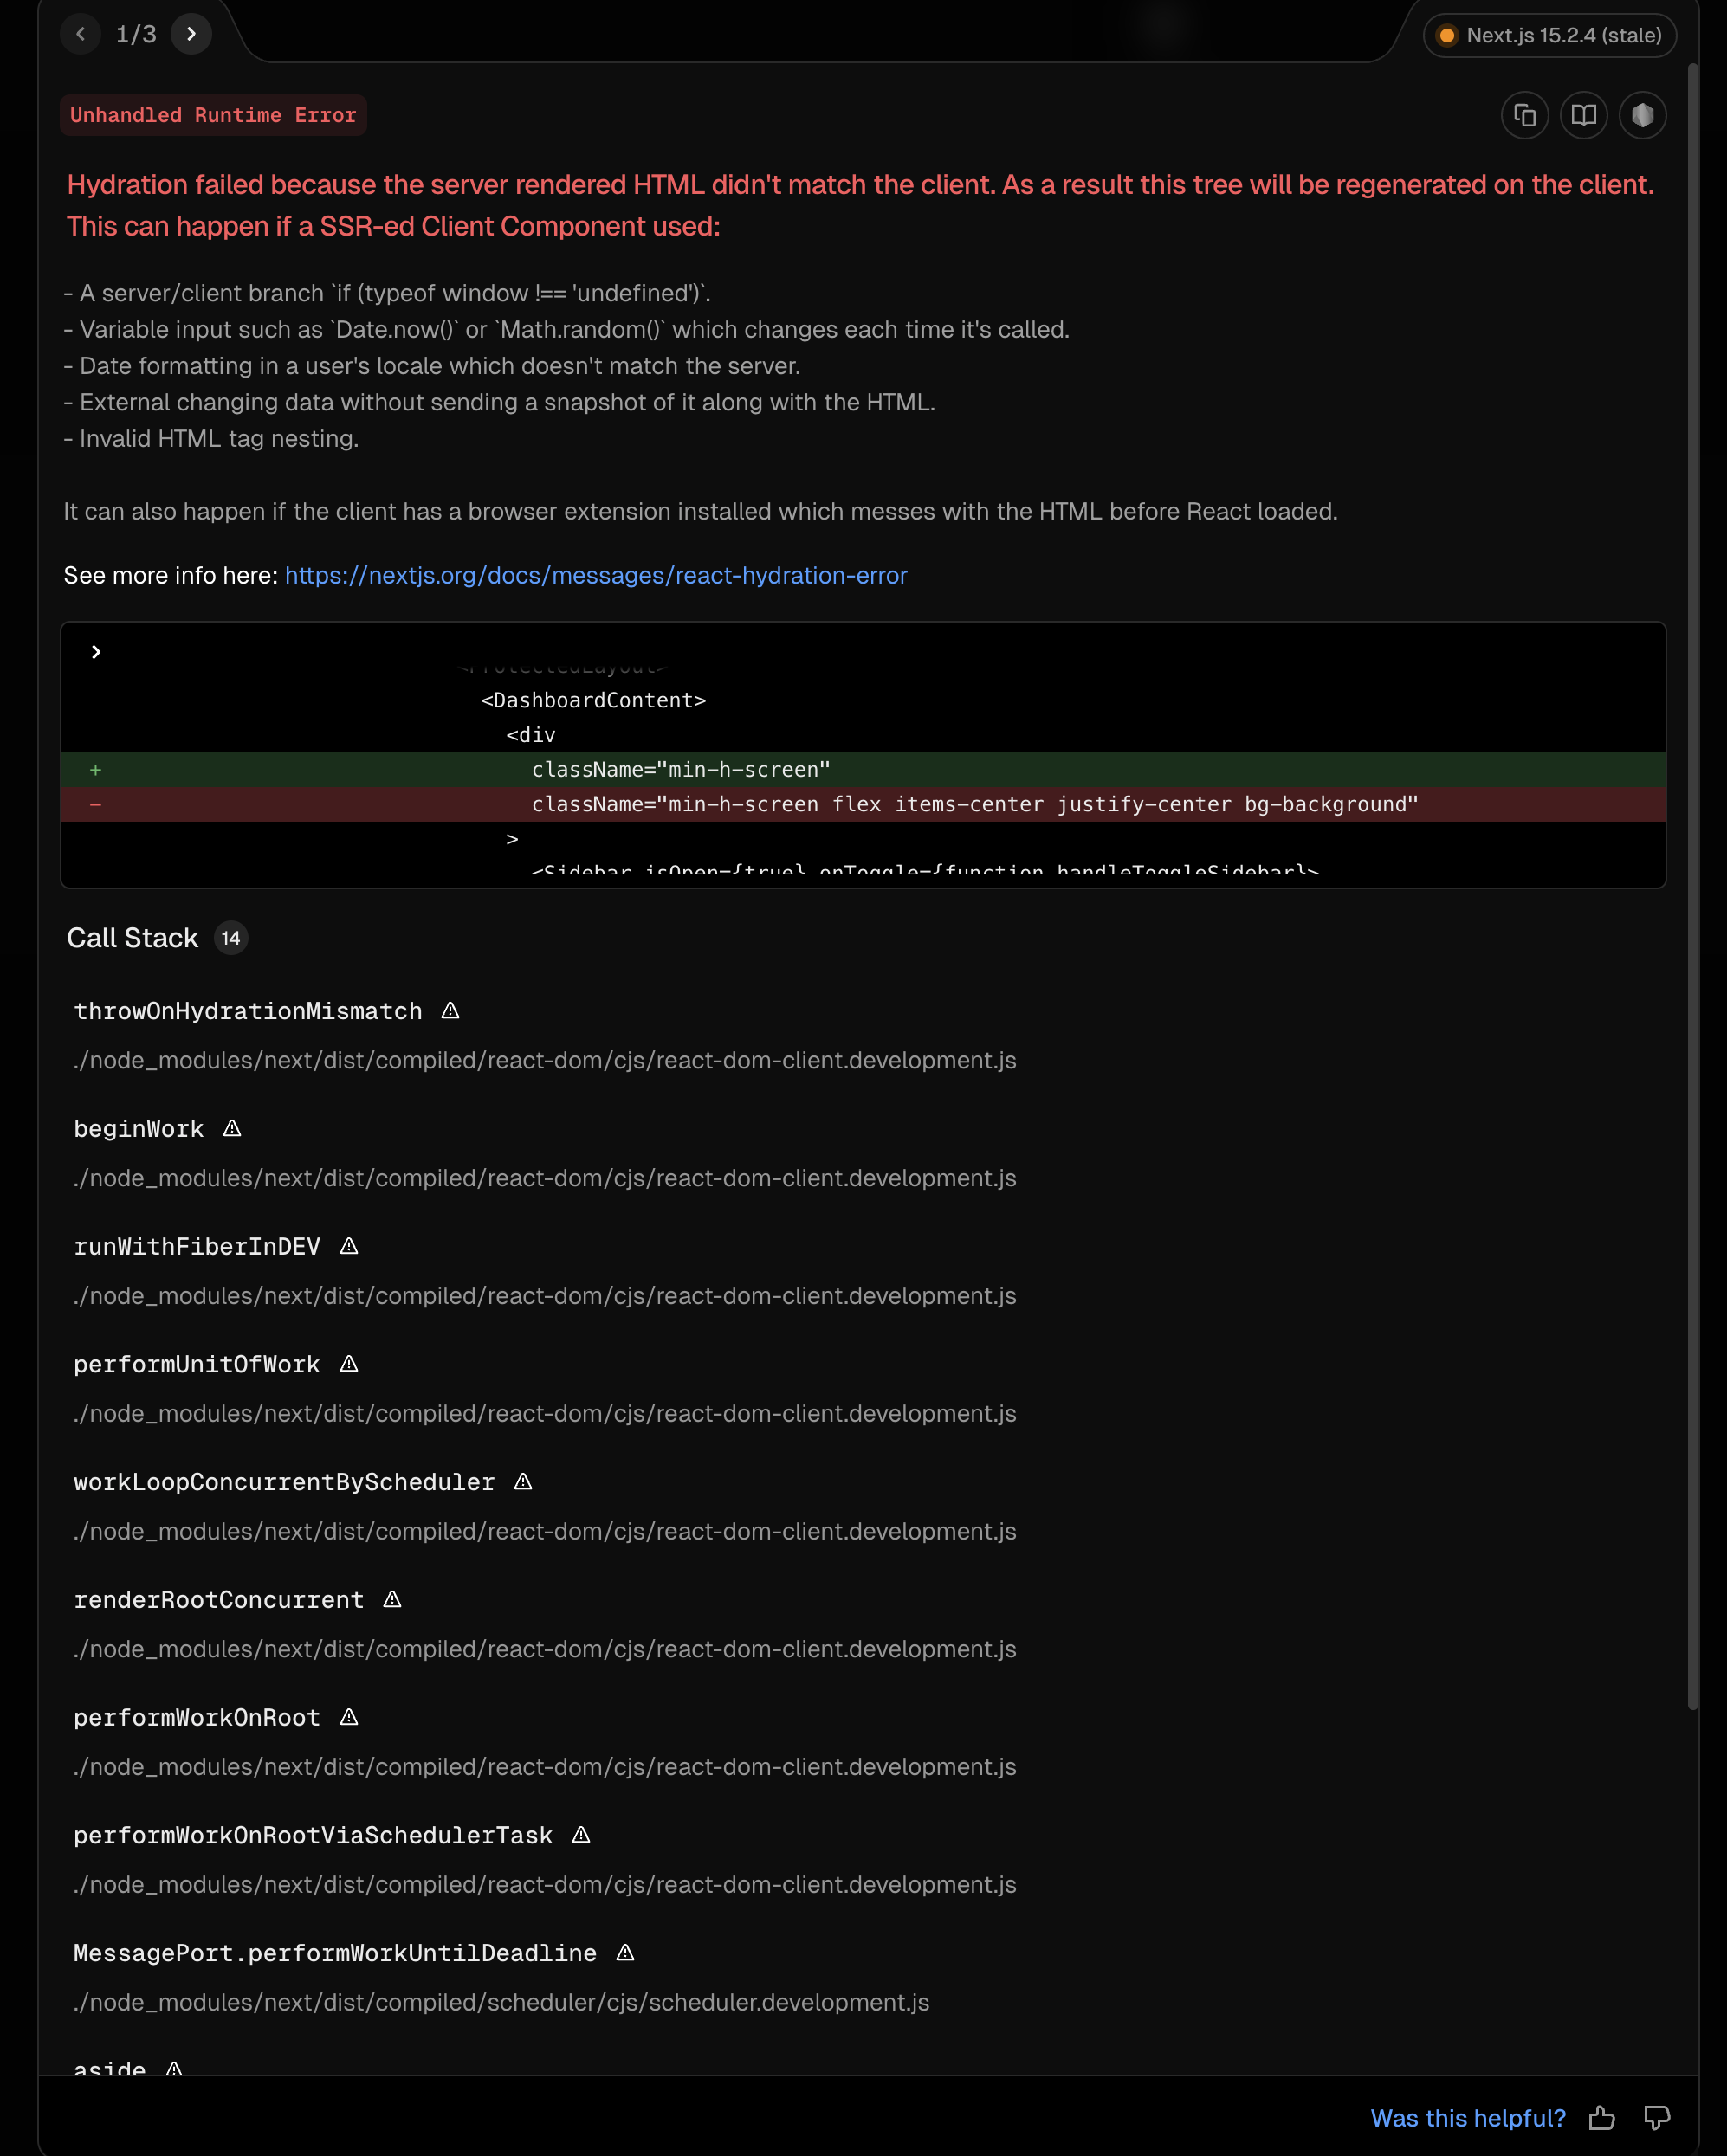 1/3
Next.js 15.2.4 (stale)
Unhandled Runtime Error
Hydration failed because the server rendered HTML didn't match the client. As a result this tree will be regenerated on the client.
This can happen if a SSR-ed Client Component used:
- A server/client branch `if (typeof window !== 'undefined')`.
- Variable input such as `Date.now()` or `Math.random()` which changes each time it's called.
- Date formatting in a user's locale which doesn't match the server.
- External changing data without sending a snapshot of it along with the HTML.
- Invalid HTML tag nesting.
It can also happen if the client has a browser extension installed which messes with the HTML before React loaded.
See more info here: https://nextjs.org/docs/messages/react-hydration-error
<ProtectedLayout>
<DashboardContent>
<div
+ className="min-h-screen"
- className="min-h-screen flex items-center justify-center bg-background"
>
<Sidebar isOpen={true} onToggle={function handleToggleSidebar}>
Call Stack 14
throwOnHydrationMismatch
./node_modules/next/dist/compiled/react-dom/cjs/react-dom-client.development.js
beginWork
./node_modules/next/dist/compiled/react-dom/cjs/react-dom-client.development.js
runWithFiberInDEV
./node_modules/next/dist/compiled/react-dom/cjs/react-dom-client.development.js
performUnitOfWork
./node_modules/next/dist/compiled/react-dom/cjs/react-dom-client.development.js
workLoopConcurrentByScheduler
./node_modules/next/dist/compiled/react-dom/cjs/react-dom-client.development.js
renderRootConcurrent
./node_modules/next/dist/compiled/react-dom/cjs/react-dom-client.development.js
performWorkOnRoot
./node_modules/next/dist/compiled/react-dom/cjs/react-dom-client.development.js
performWorkOnRootViaSchedulerTask
./node_modules/next/dist/compiled/react-dom/cjs/react-dom-client.development.js
MessagePort.performWorkUntilDeadline
./node_modules/next/dist/compiled/scheduler/cjs/scheduler.development.js
aside
Was this helpful?